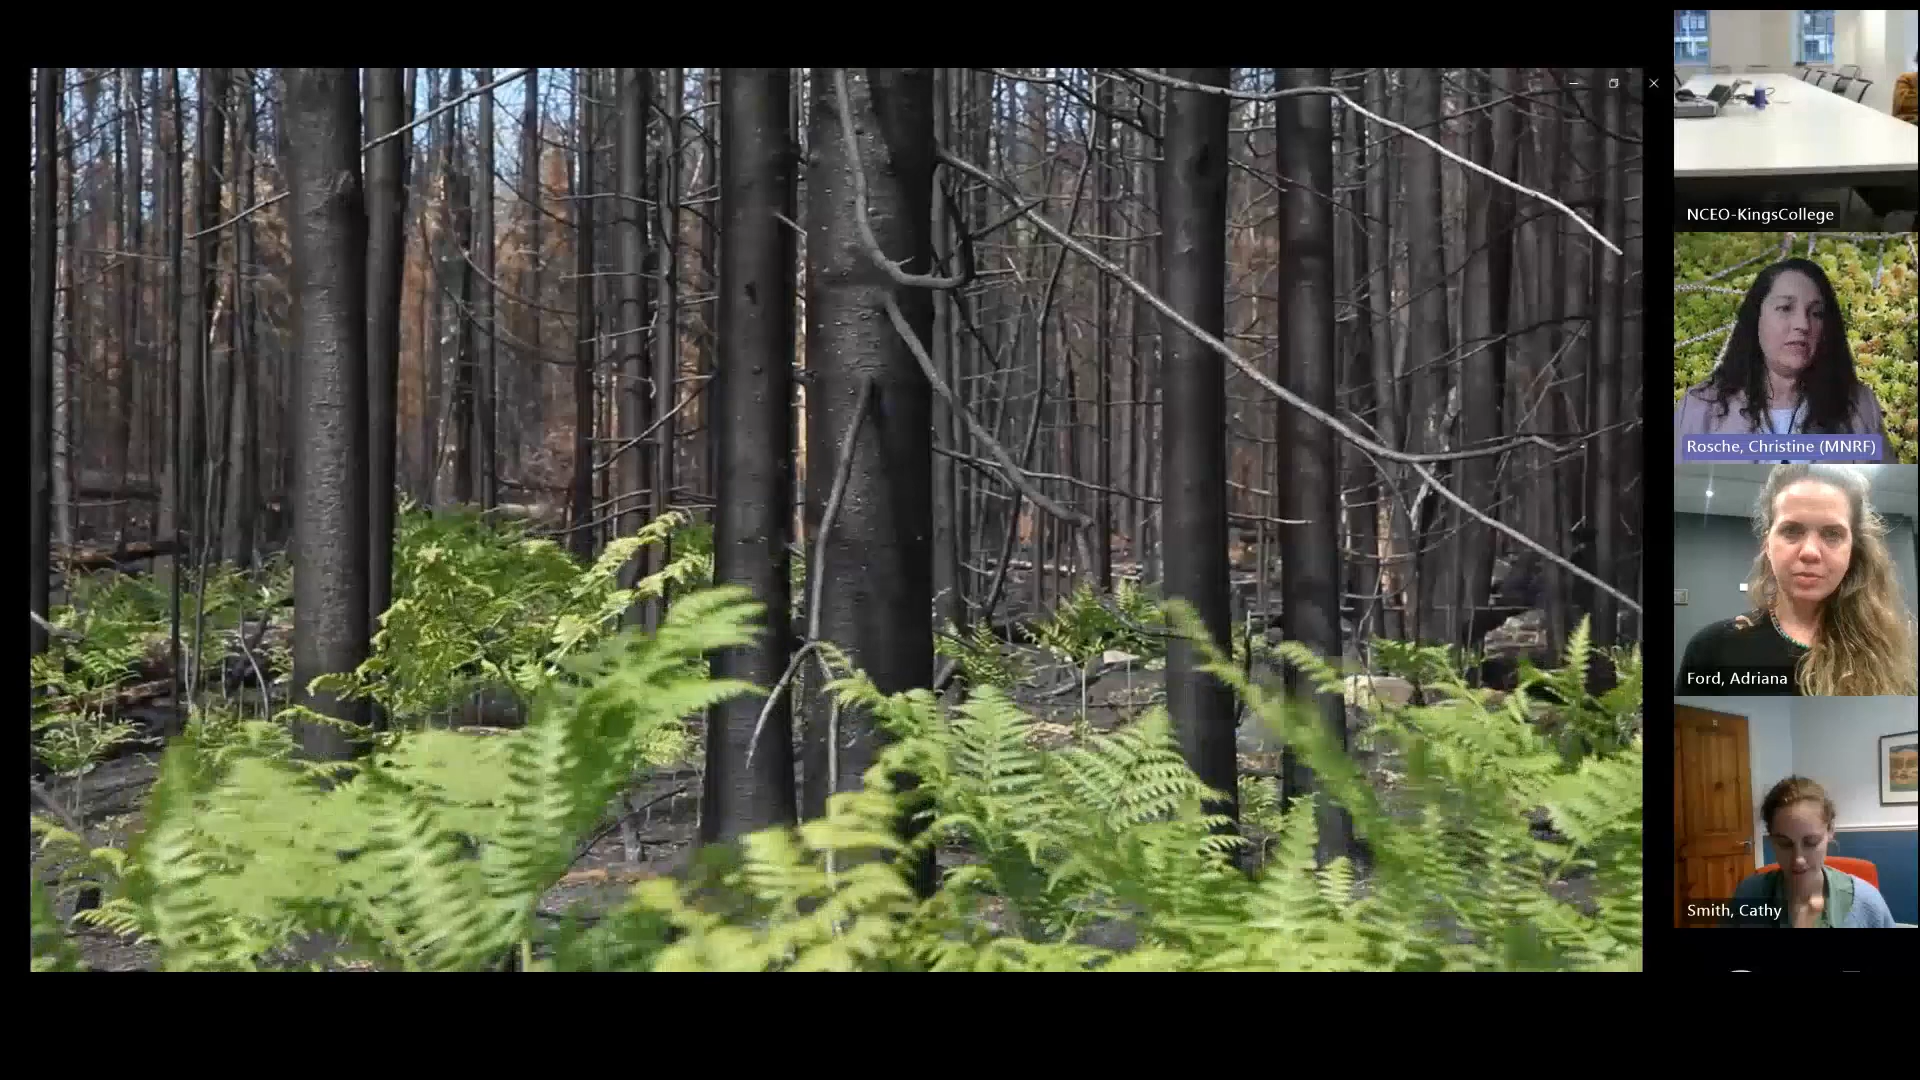 NCEO-KingsCollege
Rosche, Christine (MNRF)
Ford, Adriana
Smith, Cathy